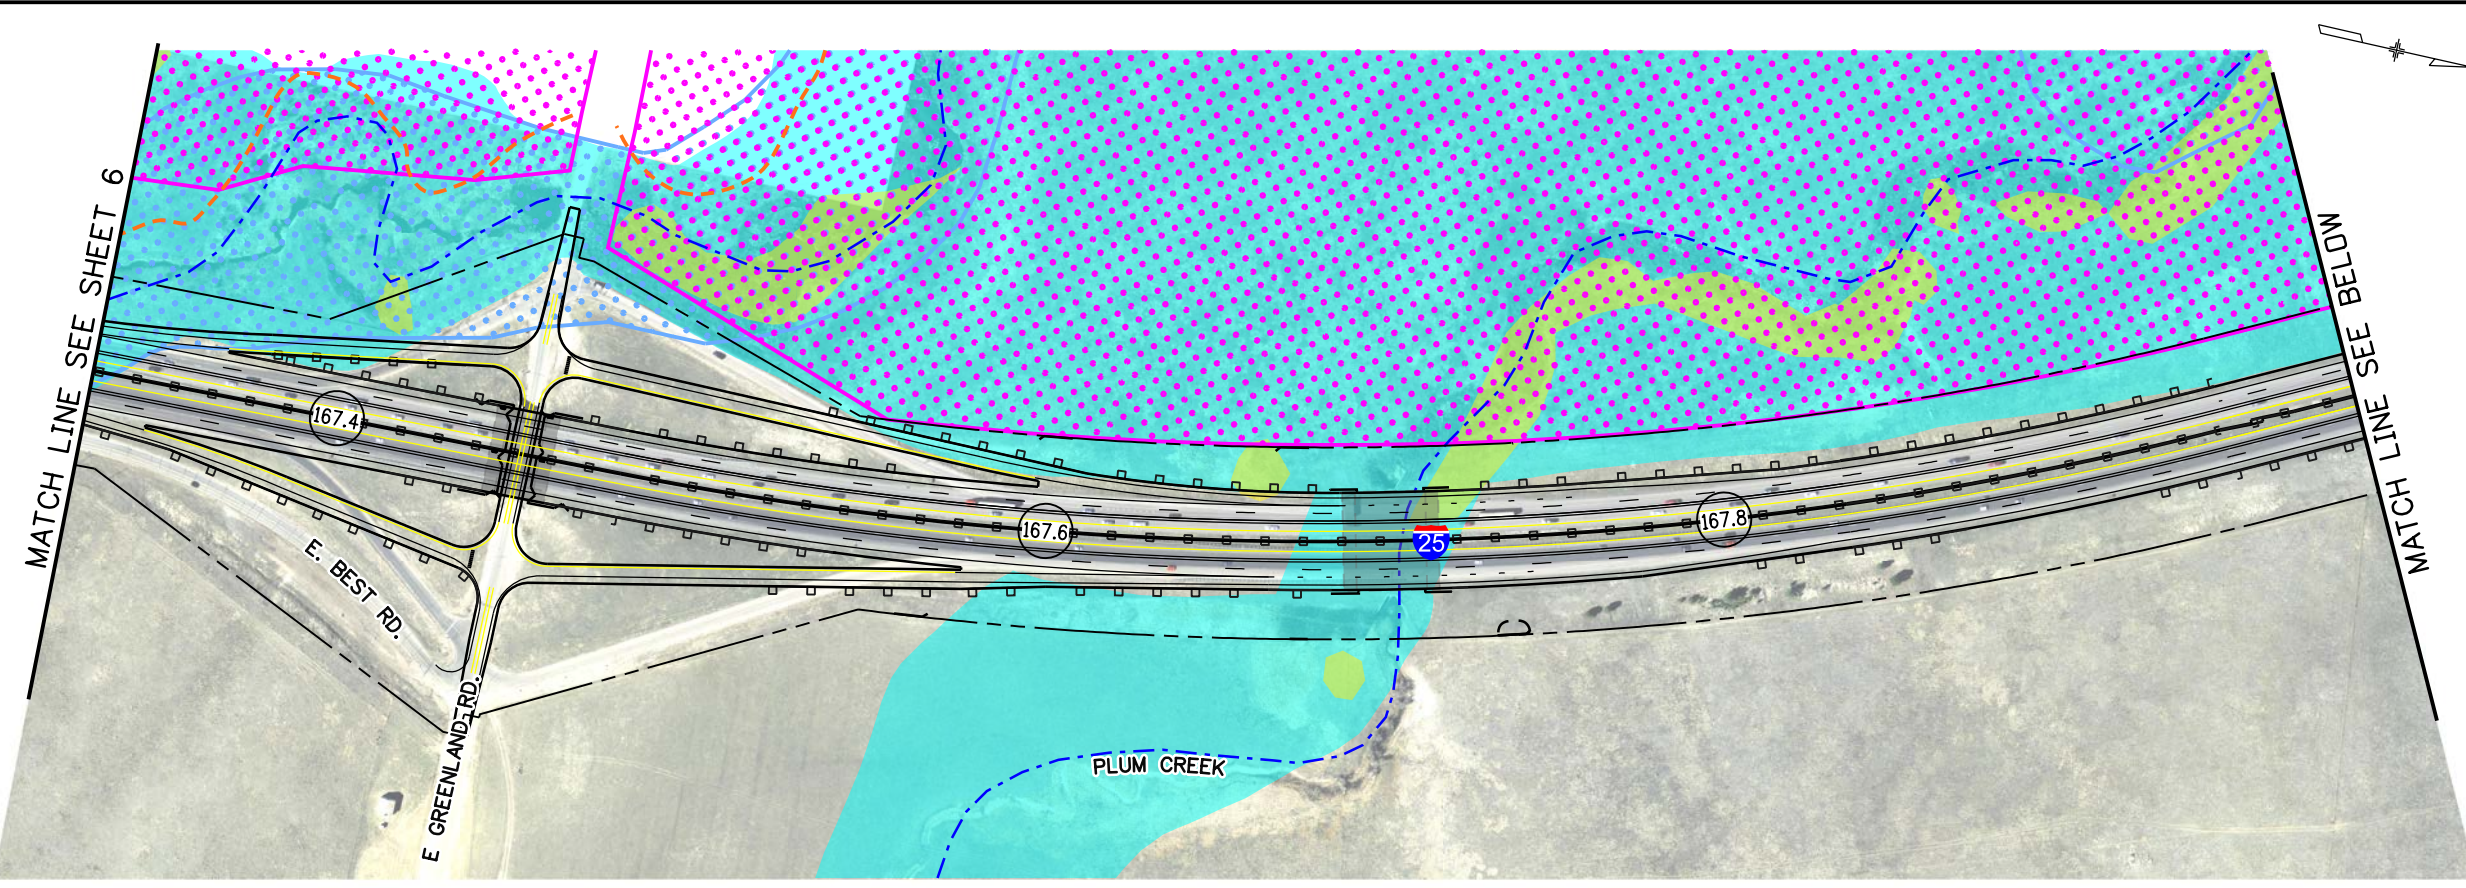 MATCH LINE SEE SHEET 6
MATCH LINE SEE BELOW
167.4
167.6
25
167.8
E. BEST RD.
E GREENLAND RD.
PLUM CREEK